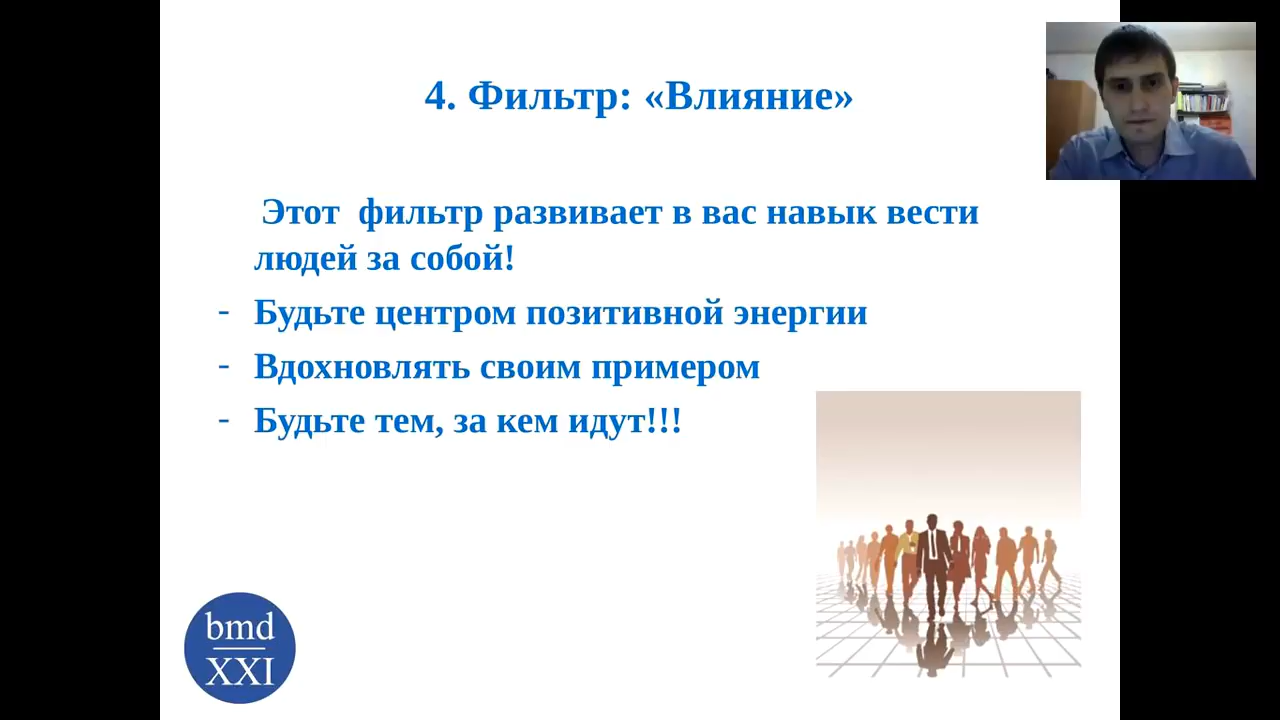 4. Фильтр: «Влияние»
Этот фильтр развивает в вас навык вести
людей за собой!
- Будьте центром позитивной энергии
- Вдохновлять своим примером
- Будьте тем, за кем идут!!!
bmd
XXI